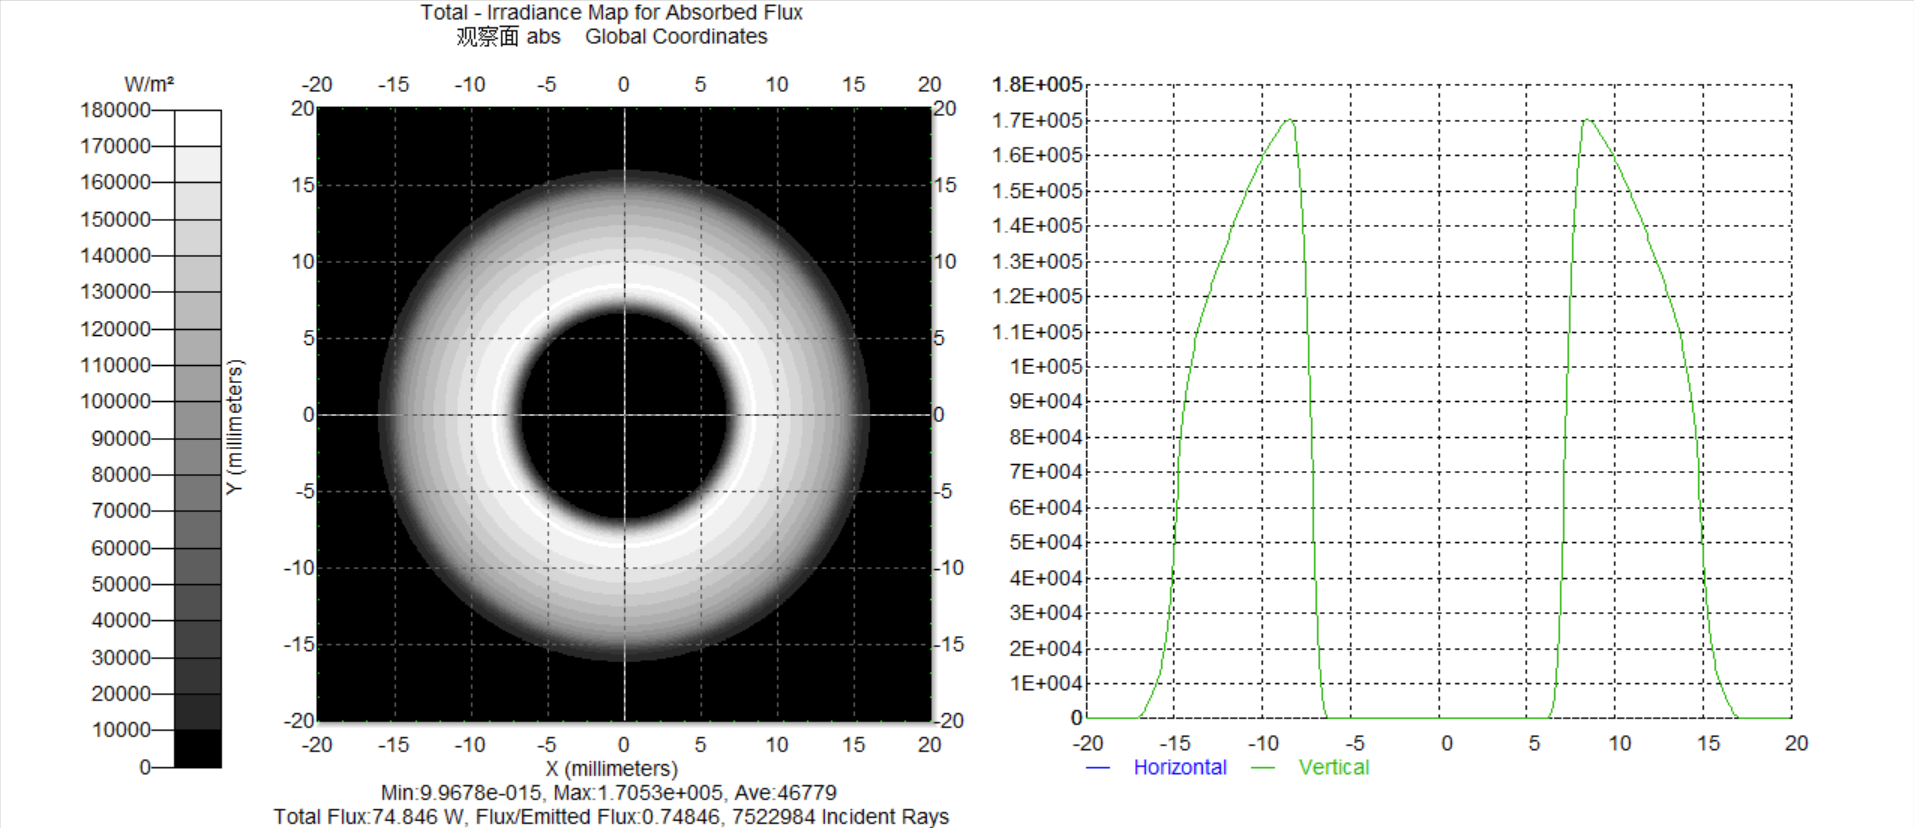 Total - Irradiance Map for Absorbed Flux
观察面 abs Global Coordinates
W/m²
180000
170000
160000
150000
140000
130000
120000
110000
100000
90000
80000
70000
60000
50000
40000
30000
20000
10000
0
-20 -15 -10 -5 0 5 10 15 20
20 20
15 15
10 10
5 5
0 0
-5 -5
-10 -10
-15 -15
-20 -20
Y (millimeters)
-20 -15 -10 -5 0 5 10 15 20
X (millimeters)
Min:9.9678e-015, Max:1.7053e+005, Ave:46779
Total Flux:74.846 W, Flux/Emitted Flux:0.74846, 7522984 Incident Rays
1.8E+005
1.7E+005
1.6E+005
1.5E+005
1.4E+005
1.3E+005
1.2E+005
1.1E+005
1E+005
9E+004
8E+004
7E+004
6E+004
5E+004
4E+004
3E+004
2E+004
1E+004
0
-20 -15 -10 -5 0 5 10 15 20
Horizontal Vertical